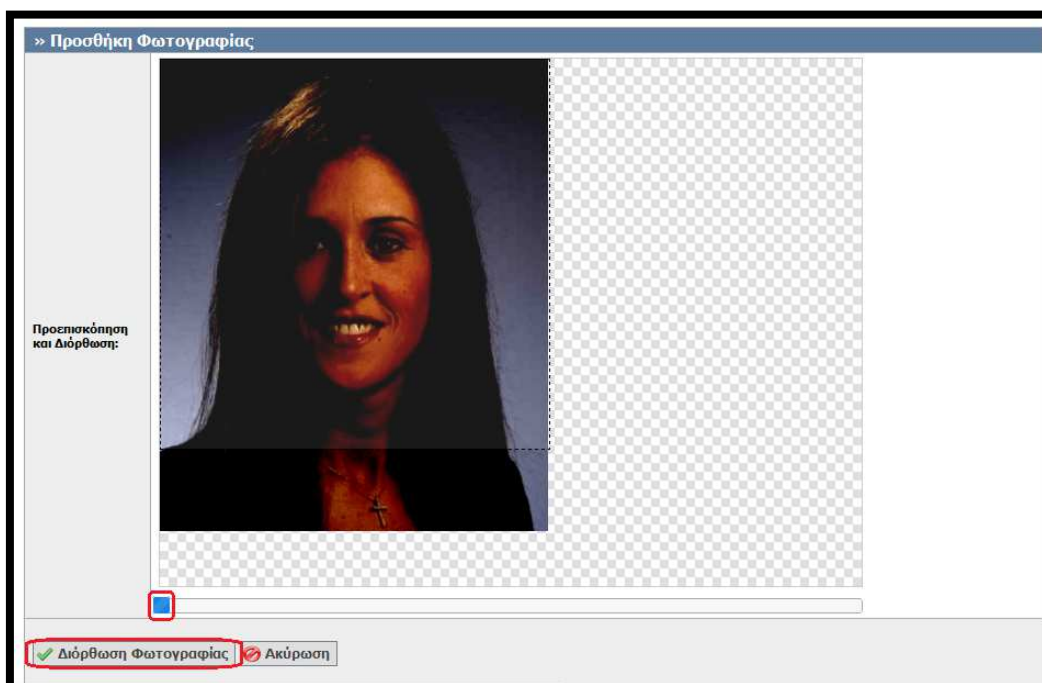 » Προσθήκη Φωτογραφίας
Προεπισκόπηση
και Διόρθωση:
Διόρθωση Φωτογραφίας
Ακύρωση